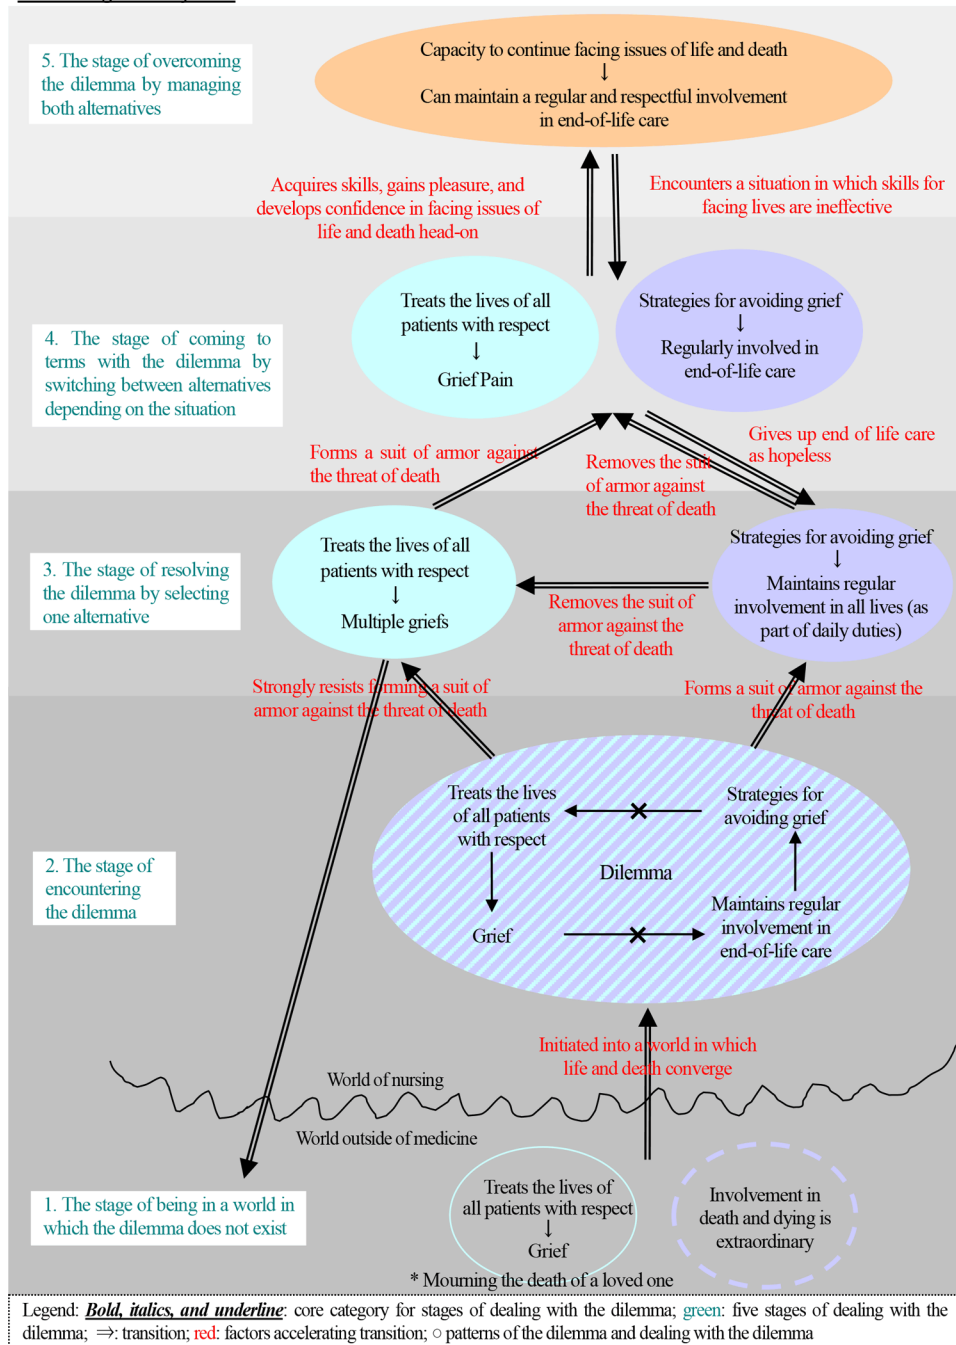 5. The stage of overcoming
the dilemma by managing
both alternatives
Capacity to continue facing issues of life and death
↓
Can maintain a regular and respectful involvement
in end-of-life care
Acquires skills, gains pleasure, and
develops confidence in facing issues of
life and death head-on
Encounters a situation in which skills for
facing lives are ineffective
4. The stage of coming to
terms with the dilemma by
switching between alternatives
depending on the situation
Treats the lives of all
patients with respect
↓
Grief Pain
Strategies for avoiding grief
↓
Regularly involved in
end-of-life care
Forms a suit of armor against
the threat of death
Removes the suit
of armor against
the threat of death
Gives up end of life care
as hopeless
3. The stage of resolving
the dilemma by selecting
one alternative
Treats the lives of all
patients with respect
↓
Multiple griefs
Removes the suit of
armor against the
threat of death
Strategies for avoiding grief
↓
Maintains regular
involvement in all lives (as
part of daily duties)
Strongly resists forming a suit of
armor against the threat of death
Forms a suit of armor against the
threat of death
2. The stage of
encountering
the dilemma
Treats the lives
of all patients
with respect
Strategies for
avoiding grief
Dilemma
Grief
Maintains regular
involvement in
end-of-life care
Initiated into a world in which
life and death converge
World of nursing
World outside of medicine
1. The stage of being in a world in
which the dilemma does not exist
Treats the lives of
all patients with respect
↓
Grief
* Mourning the death of a loved one
Involvement in
death and dying is
extraordinary
Legend: Bold, italics, and underline: core category for stages of dealing with the dilemma; green: five stages of dealing with the
dilemma; ⇒: transition; red: factors accelerating transition; ○ patterns of the dilemma and dealing with the dilemma